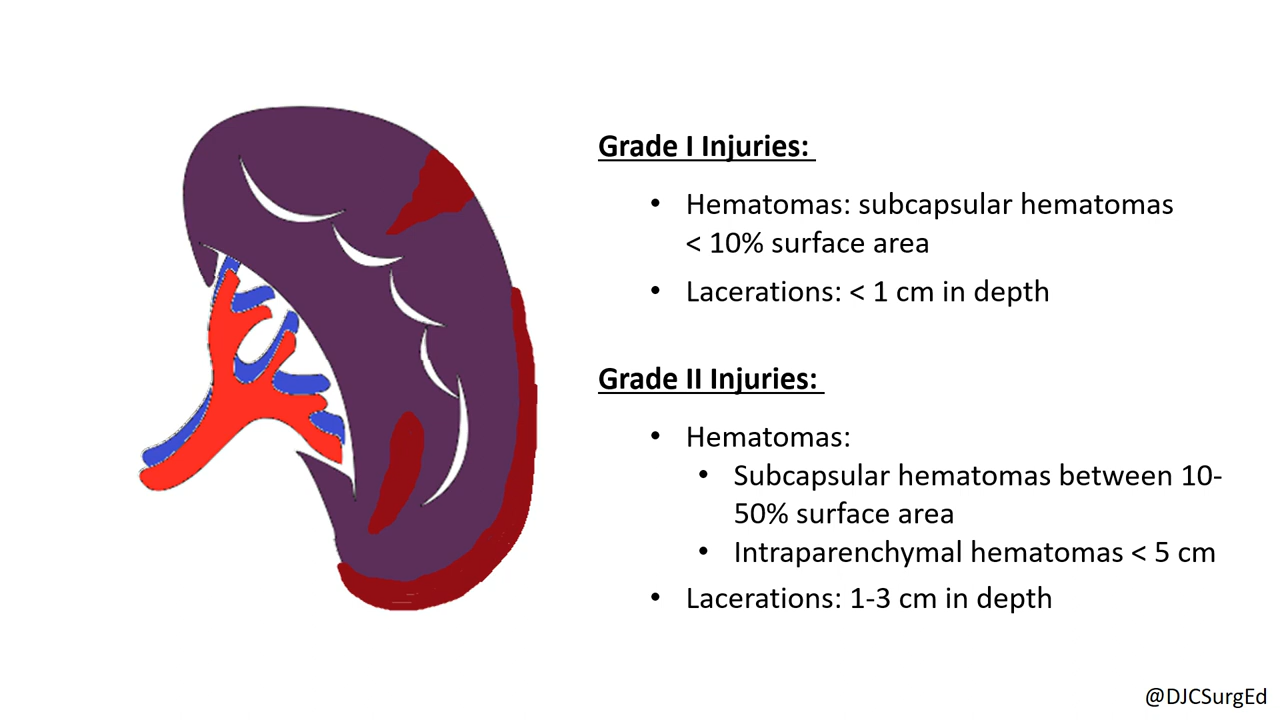 Grade I Injuries:
• Hematomas: subcapsular hematomas
< 10% surface area
• Lacerations: < 1 cm in depth
Grade II Injuries:
• Hematomas:
• Subcapsular hematomas between 10-
50% surface area
• Intraparenchymal hematomas < 5 cm
• Lacerations: 1-3 cm in depth
@DJCSurgEd